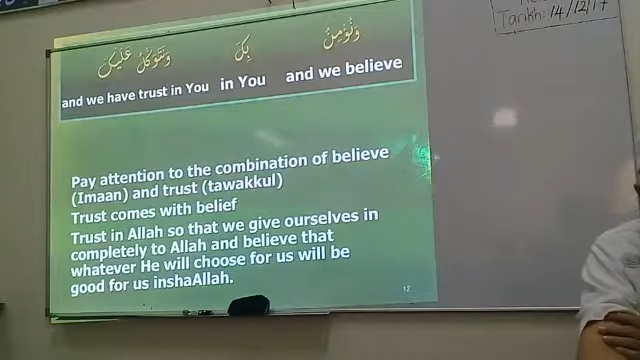 Tarikh: 14/12/17
وَنُؤْمِنُ بِكَ وَنَتَوَكَّلُ عَلَيْكَ
and we have trust in You in You and we believe
Pay attention to the combination of believe
(Imaan) and trust (tawakkul)
Trust comes with belief
Trust in Allah so that we give ourselves in
completely to Allah and believe that
whatever He will choose for us will be
good for us inshaAllah.
12